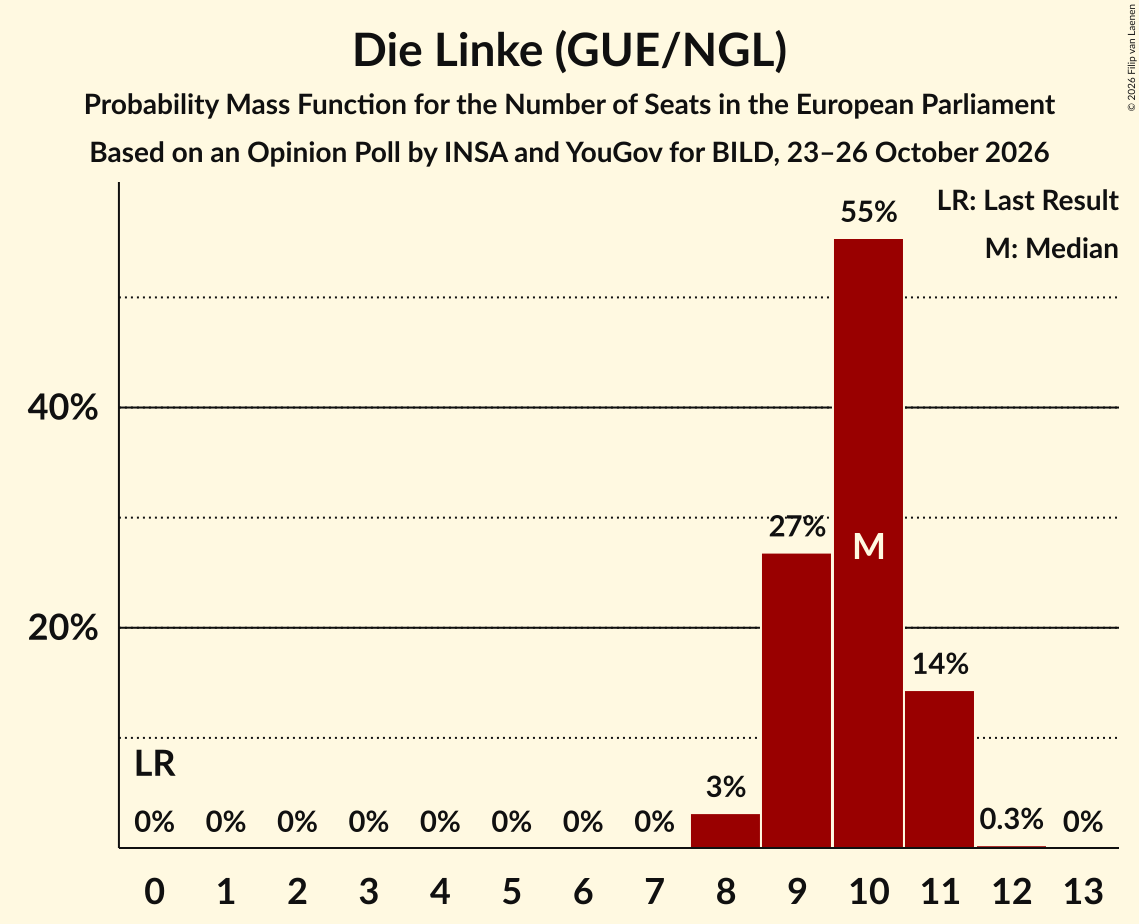 Die Linke (GUE/NGL)
Probability Mass Function for the Number of Seats in the European Parliament
Based on an Opinion Poll by INSA and YouGov for BILD, 23–26 October 2026
© 2026 Filip van Laenen
LR: Last Result
M: Median
55%
40%
27%
M
20%
14%
LR
3%
0% 0% 0% 0% 0% 0% 0% 0% 0.3% 0%
0 1 2 3 4 5 6 7 8 9 10 11 12 13